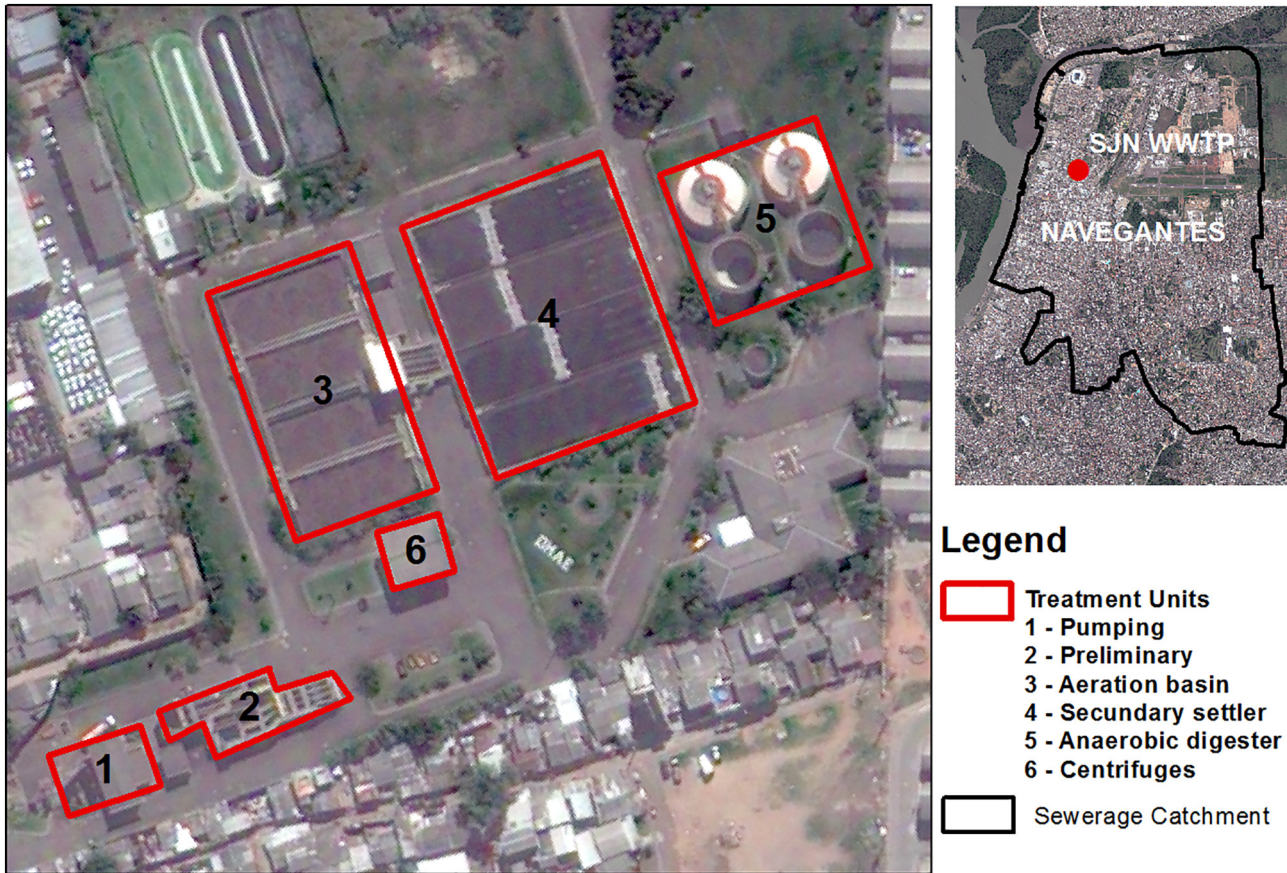 1
2
3
4
5
6
DMAE
SJN WWTP
NAVEGANTES
Legend
Treatment Units
1 - Pumping
2 - Preliminary
3 - Aeration basin
4 - Secundary settler
5 - Anaerobic digester
6 - Centrifuges
Sewerage Catchment